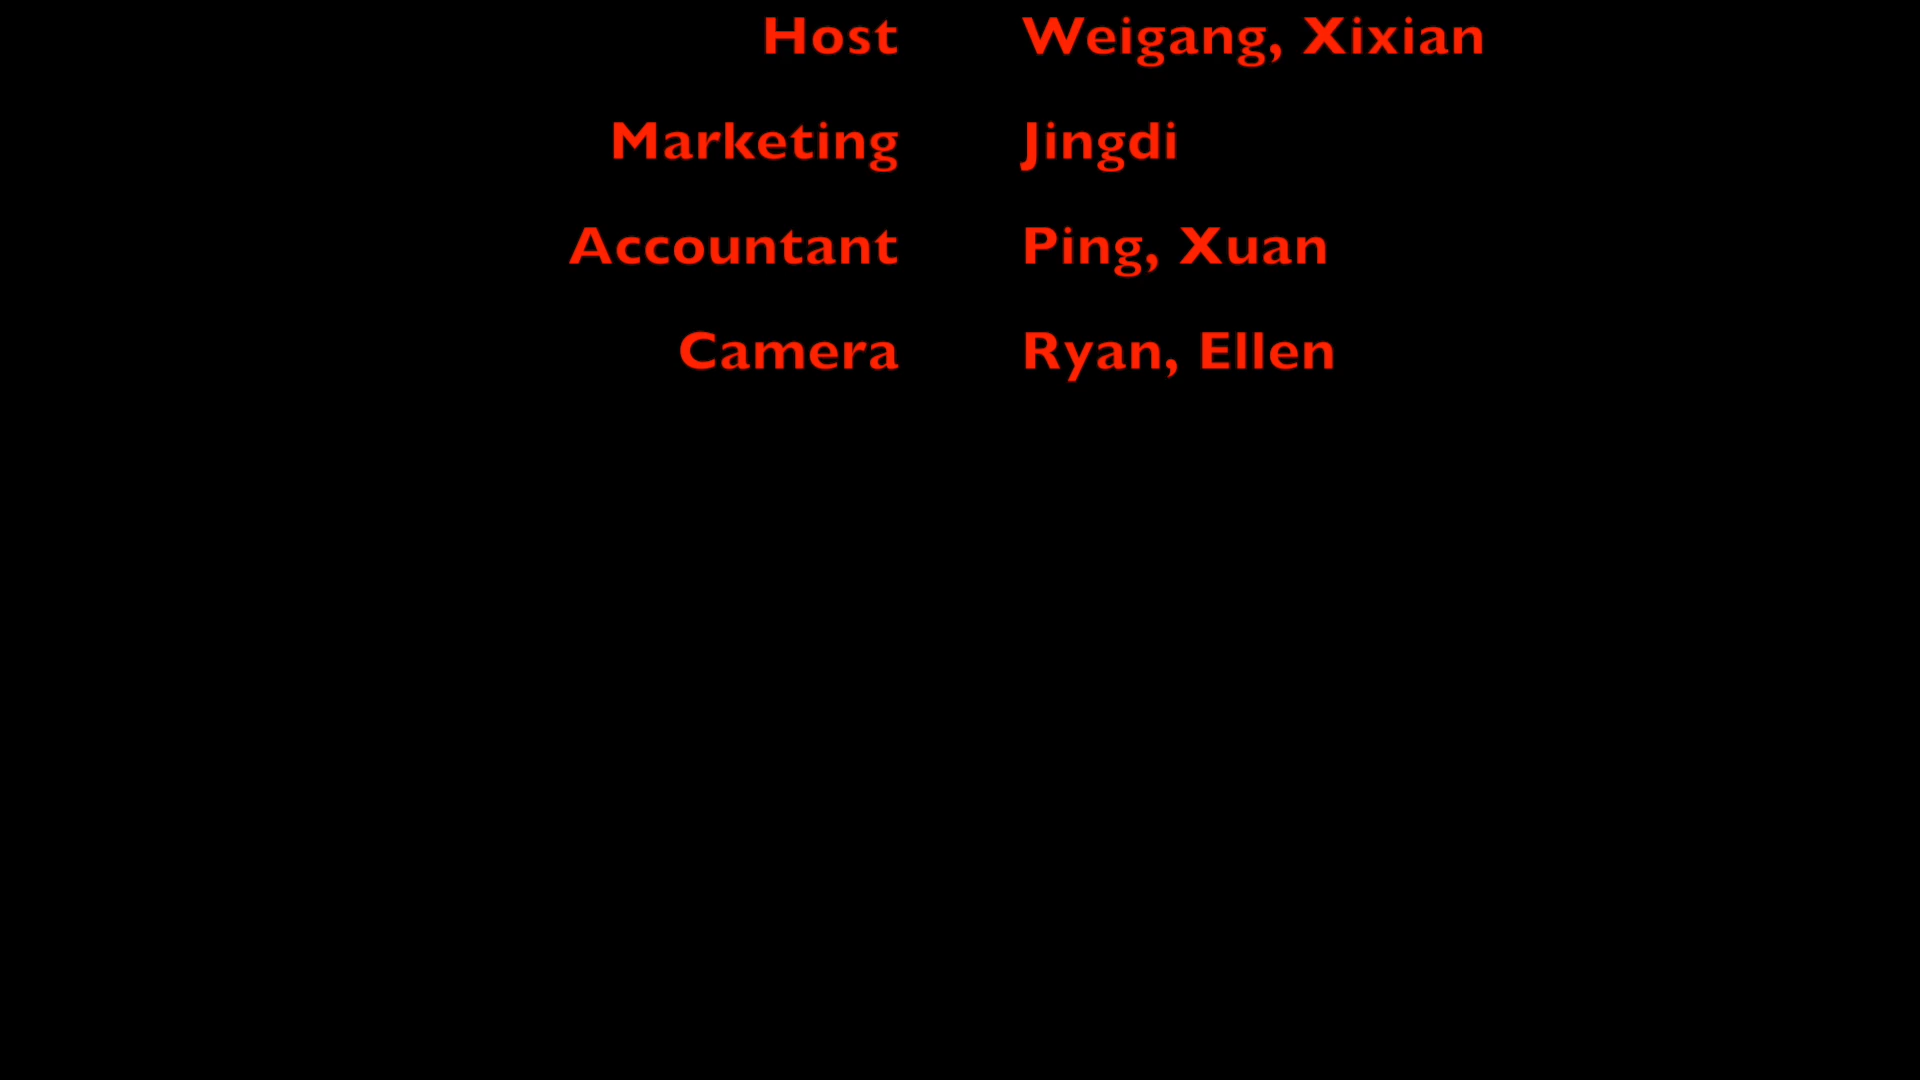 Host Weigang, Xixian
Marketing Jingdi
Accountant Ping, Xuan
Camera Ryan, Ellen